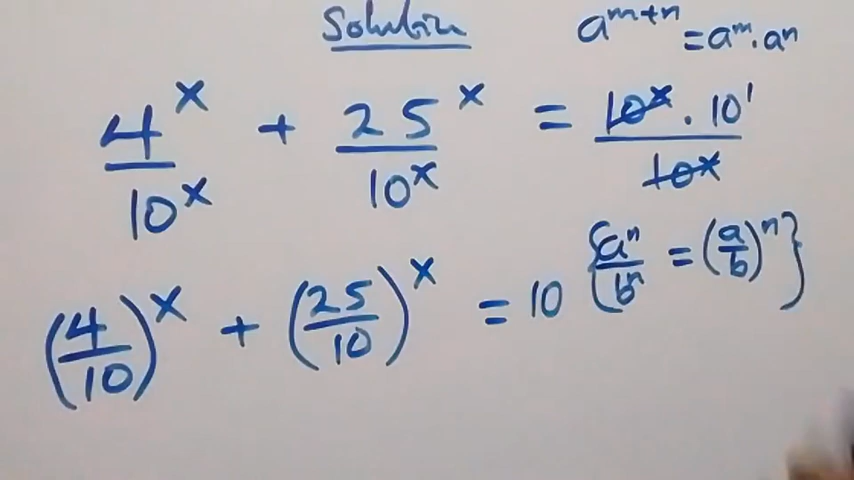 Solution
a^{m+n} = a^m · a^n
4^x/10^x + 25^x/10^x = 10^x · 10^1/10^x
{a^n/b^n = (a/b)^n}
(4/10)^x + (25/10)^x = 10